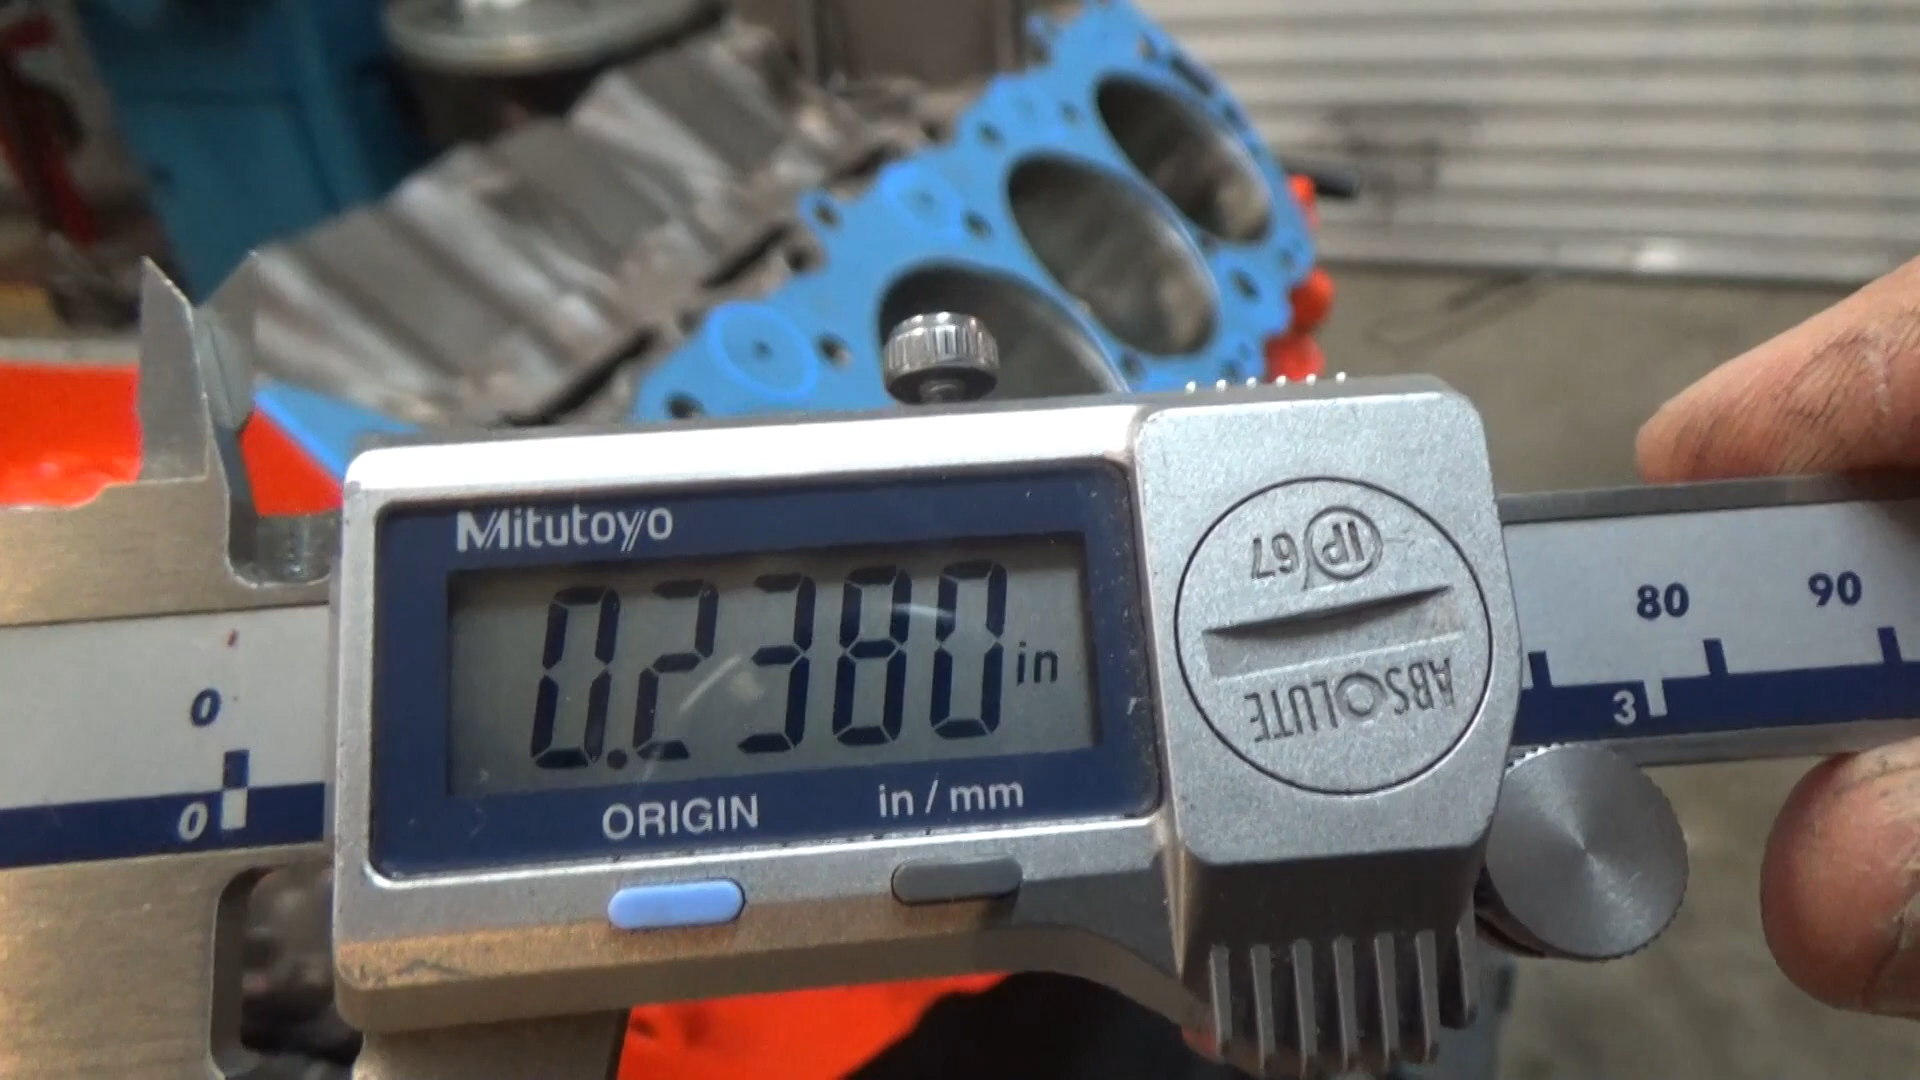 Mitutoyo
0.2380 in
ORIGIN in/mm
IP67
ABSOLUTE
0
0
80 90
3